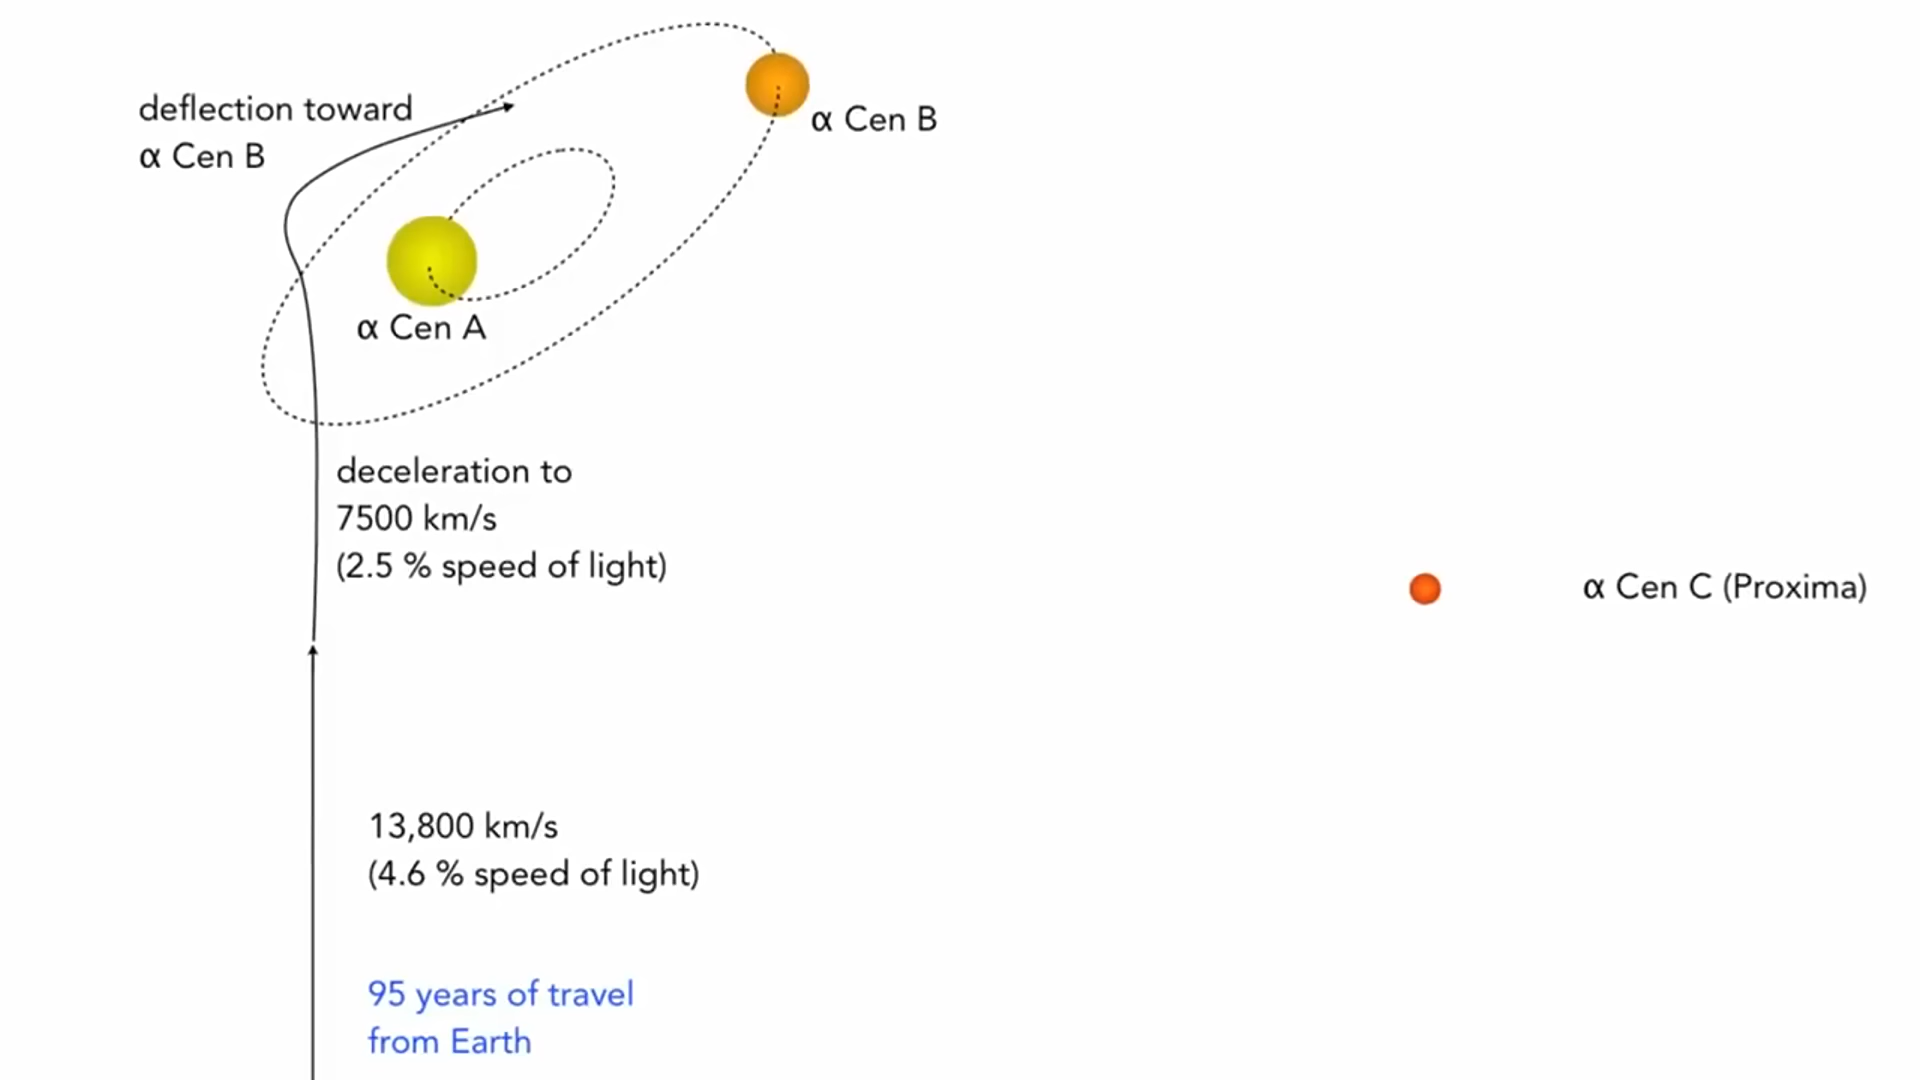 deflection toward
α Cen B
α Cen B
α Cen A
deceleration to
7500 km/s
(2.5 % speed of light)
α Cen C (Proxima)
13,800 km/s
(4.6 % speed of light)
95 years of travel
from Earth